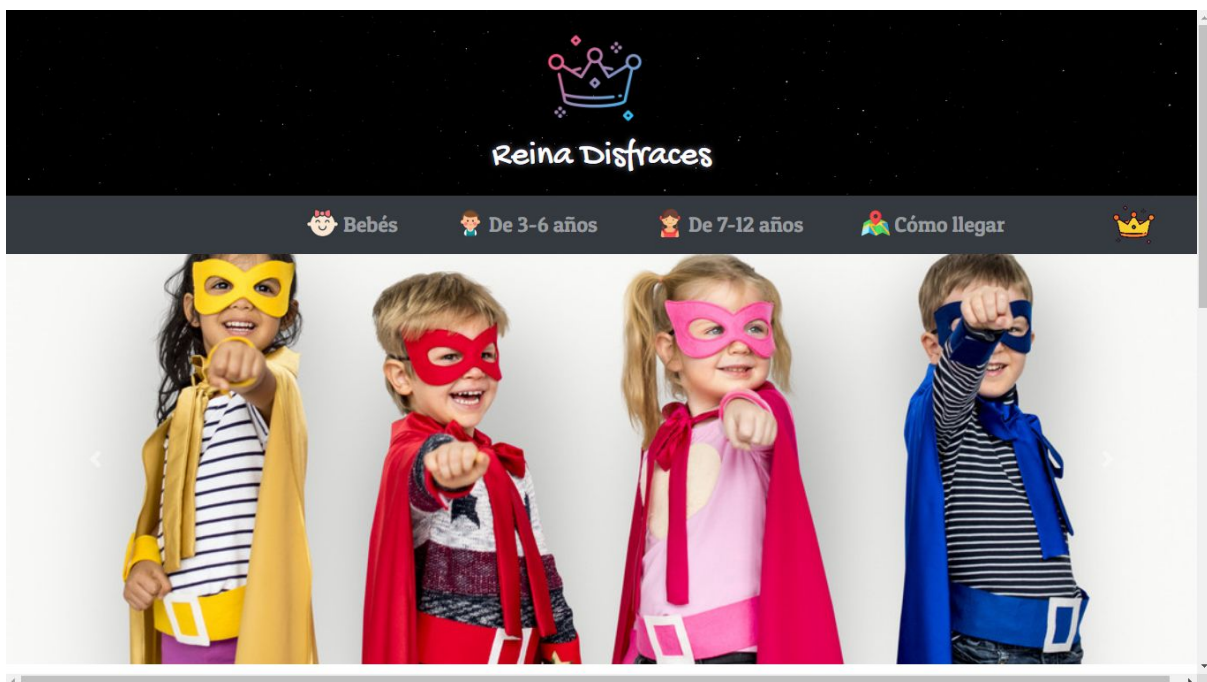 Reina Disfraces
Bebés De 3-6 años De 7-12 años Cómo llegar